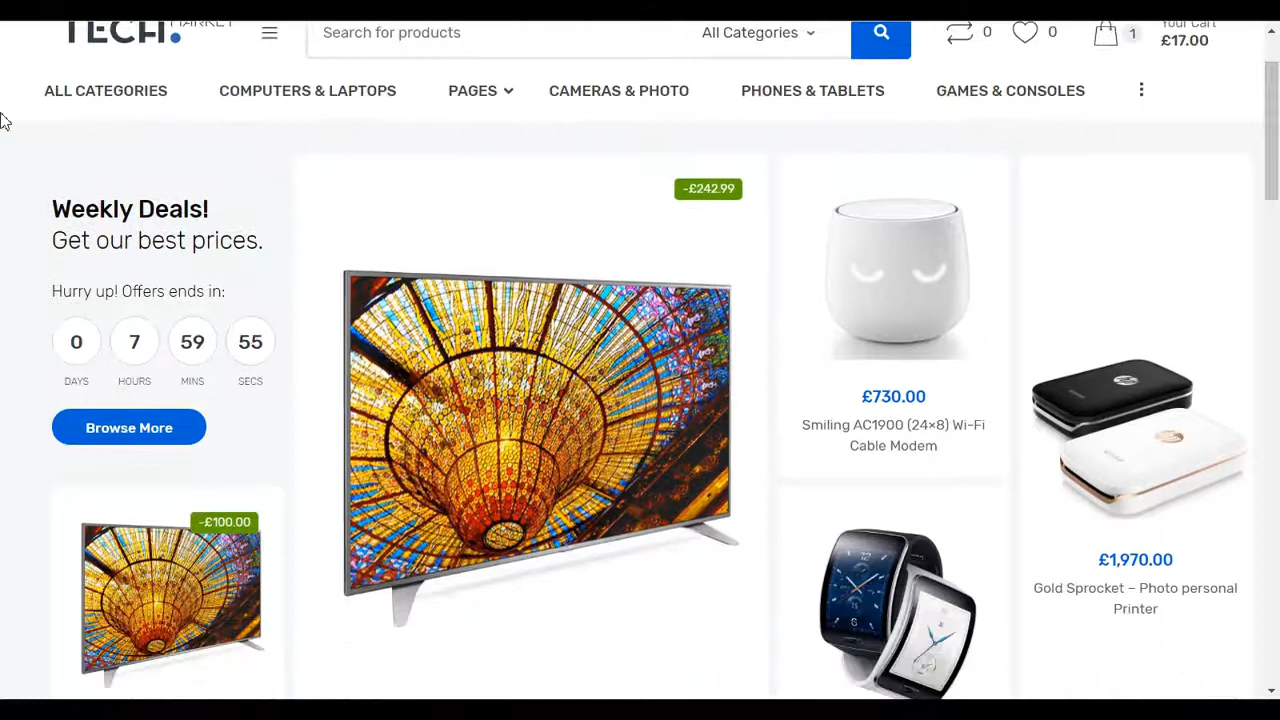 TECH.
MARKET
Search for products
All Categories
0
0
1
Your Cart
£17.00
ALL CATEGORIES
COMPUTERS & LAPTOPS
PAGES
CAMERAS & PHOTO
PHONES & TABLETS
GAMES & CONSOLES
Weekly Deals!
Get our best prices.
Hurry up! Offers ends in:
0 7 59 55
DAYS HOURS MINS SECS
Browse More
-£100.00
-£242.99
£730.00
Smiling AC1900 (24×8) Wi-Fi
Cable Modem
£1,970.00
Gold Sprocket – Photo personal
Printer